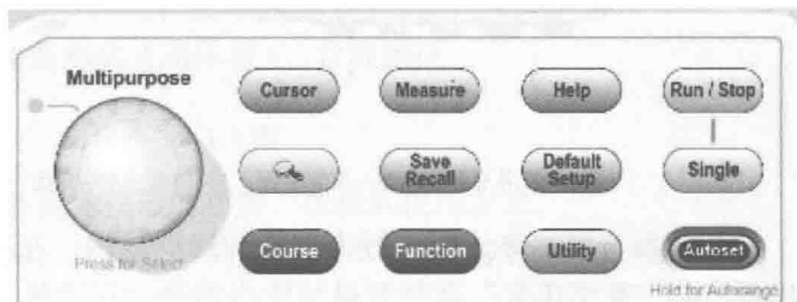 Multipurpose
Cursor
Measure
Help
Run / Stop
Save
Recall
Default
Setup
Single
Course
Function
Utility
Autoset
Press for Select
Hold for Autorange